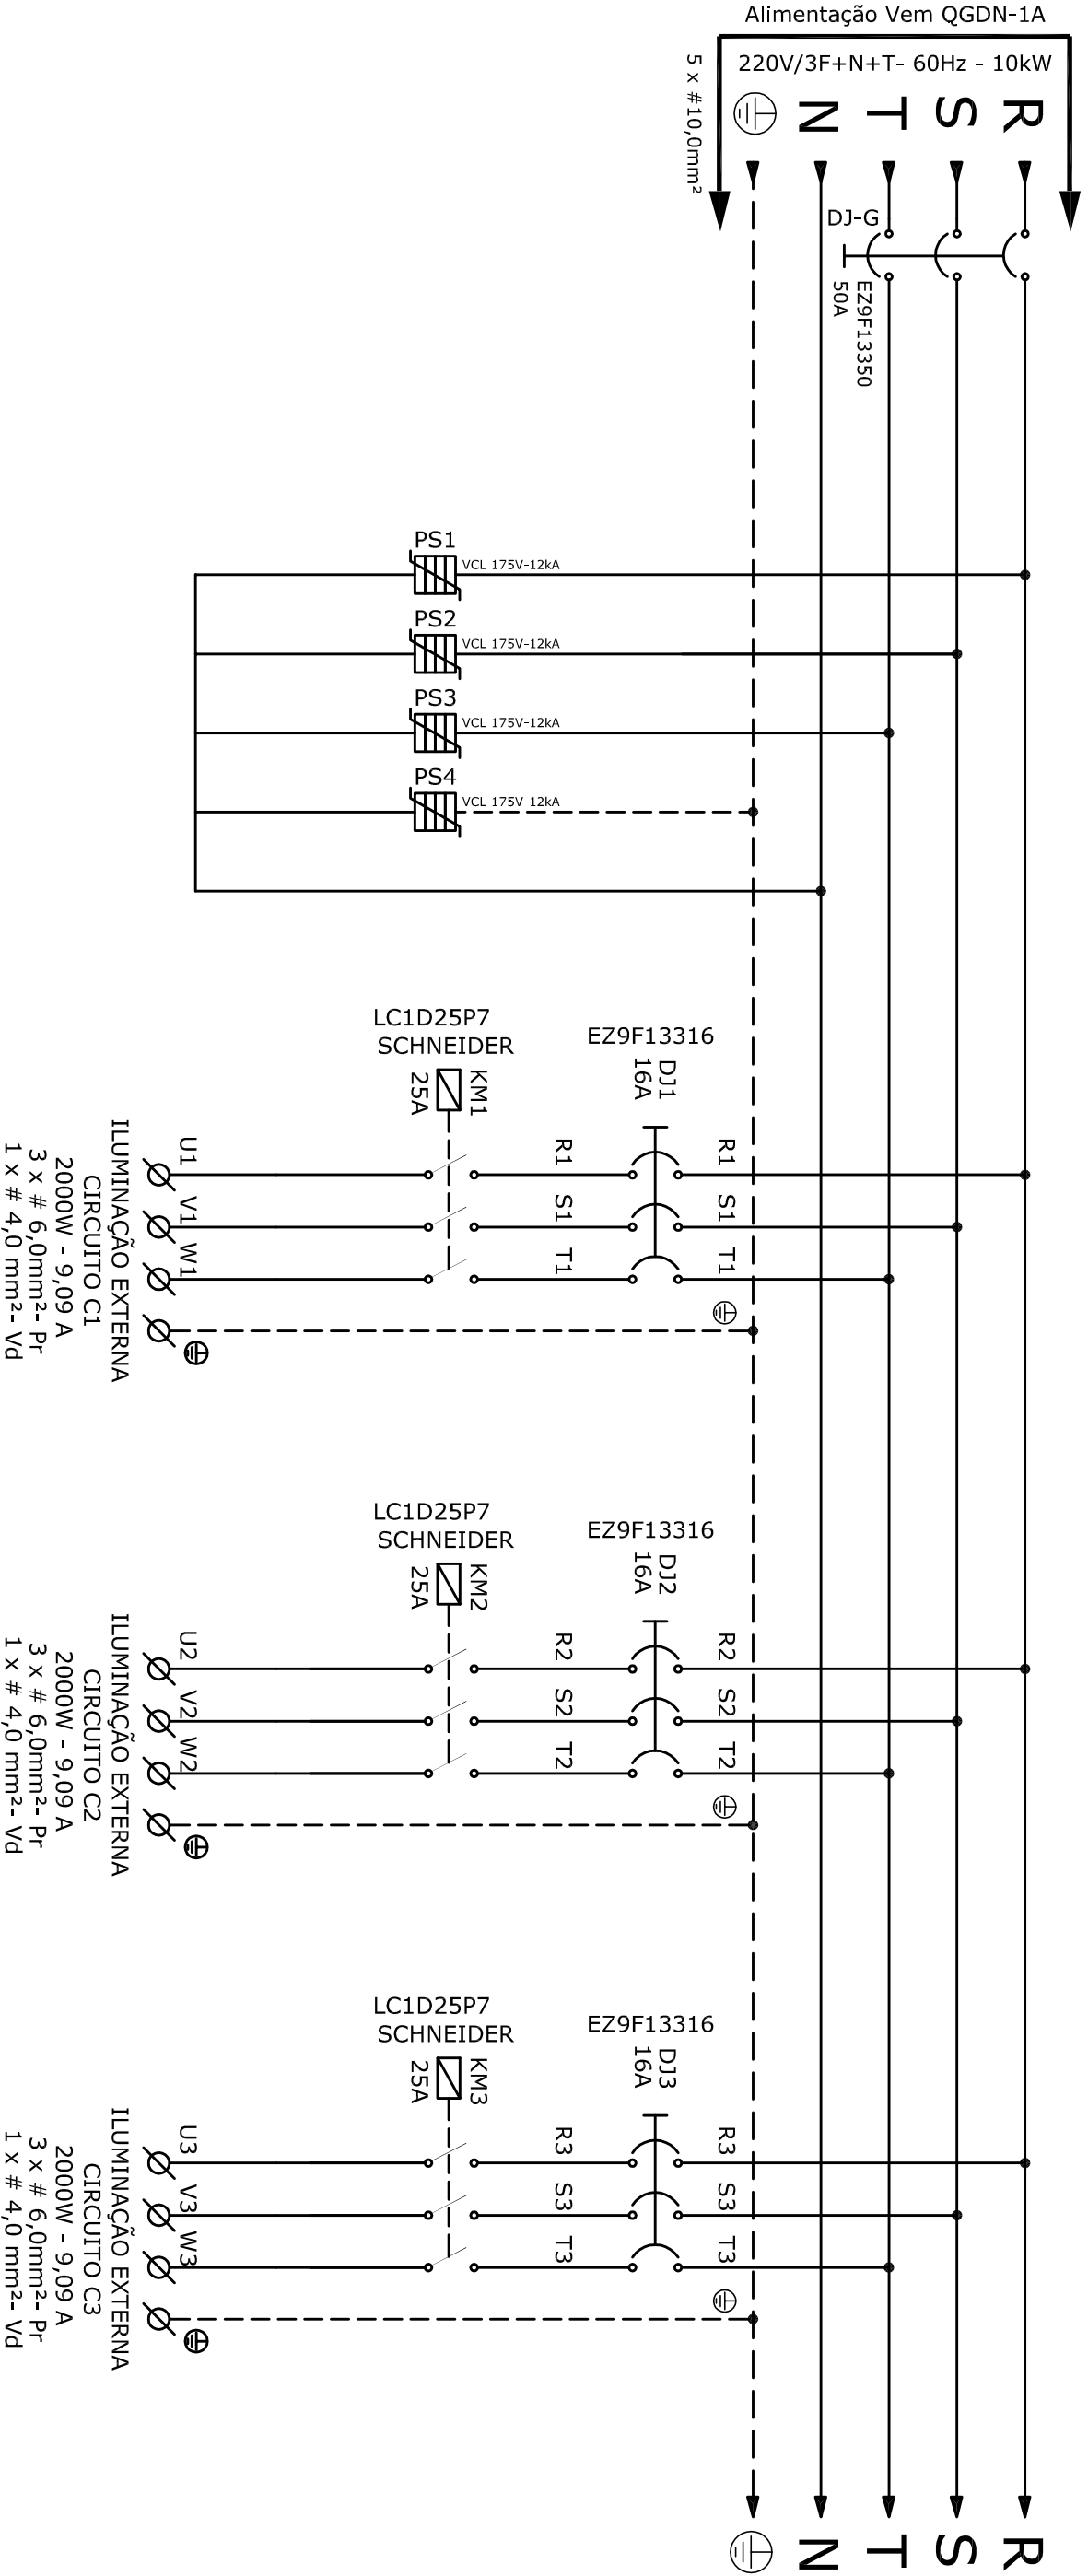 Alimentação Vem QGDN-1A
220V/3F+N+T- 60Hz - 10kW
5 x #10,0mm²
R
S
T
N
DJ-G
EZ9F13350
50A
PS1
VCL 175V-12kA
PS2
VCL 175V-12kA
PS3
VCL 175V-12kA
PS4
VCL 175V-12kA
EZ9F13316
DJ1
16A
R1
S1
T1
R1
S1
T1
LC1D25P7
SCHNEIDER
KM1
25A
U1
V1
W1
ILUMINAÇÃO EXTERNA
CIRCUITO C1
2000W - 9,09 A
3 x # 6,0mm²- Pr
1 x # 4,0 mm²- Vd
EZ9F13316
DJ2
16A
R2
S2
T2
R2
S2
T2
LC1D25P7
SCHNEIDER
KM2
25A
U2
V2
W2
ILUMINAÇÃO EXTERNA
CIRCUITO C2
2000W - 9,09 A
3 x # 6,0mm²- Pr
1 x # 4,0 mm²- Vd
EZ9F13316
DJ3
16A
R3
S3
T3
R3
S3
T3
LC1D25P7
SCHNEIDER
KM3
25A
U3
V3
W3
ILUMINAÇÃO EXTERNA
CIRCUITO C3
2000W - 9,09 A
3 x # 6,0mm²- Pr
1 x # 4,0 mm²- Vd
R
S
T
N